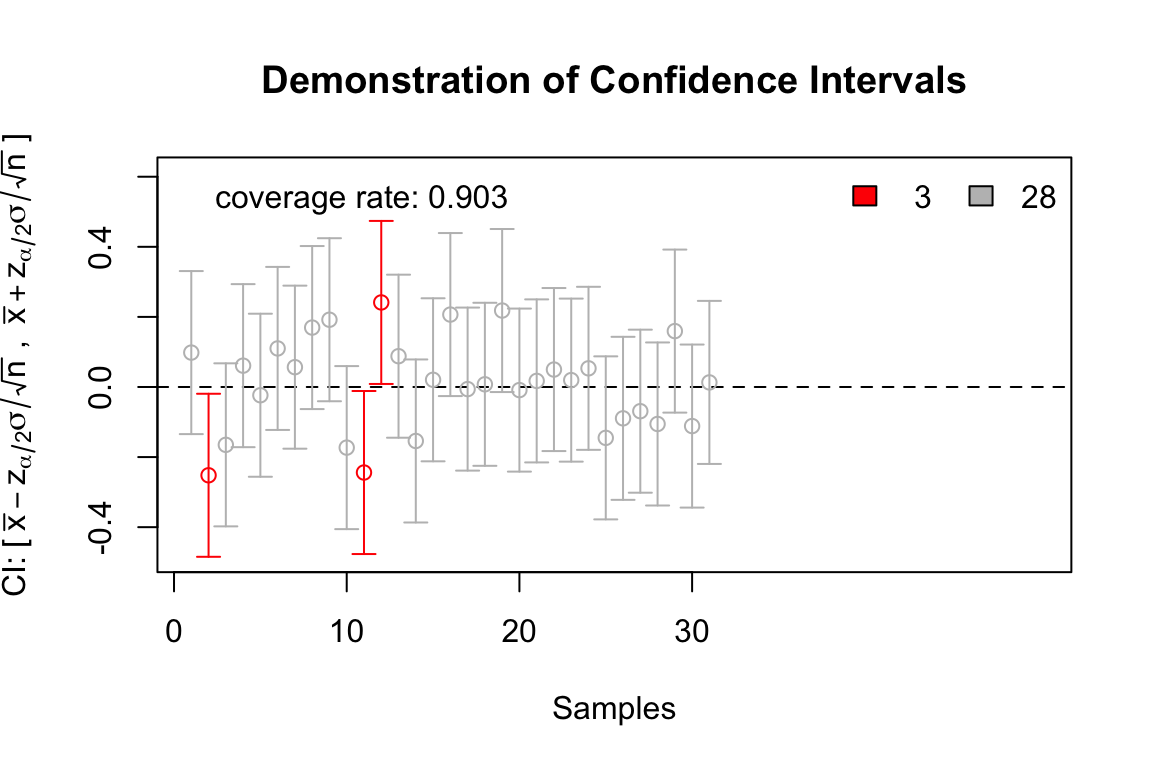 Demonstration of Confidence Intervals
CI: [ x̅ − zα/2σ/√n , x̅ + zα/2σ/√n ]
coverage rate: 0.903
3 28
0.4
0.0
-0.4
0 10 20 30
Samples